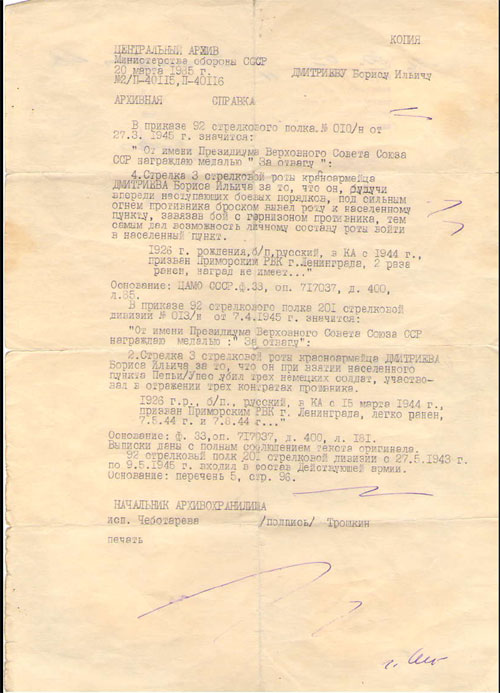 КОПИЯ
ЦЕНТРАЛЬНЫЙ АРХИВ
Министерства обороны СССР
20 марта 1985 г.
№2/П-40115,П-40116
ДМИТРИЕВУ Борису Ильичу
АРХИВНАЯ СПРАВКА
В приказе 92 стрелкового полка № 010/н от
27.3. 1945 г. значится:
" От имени Президиума Верховного Совета Союза
ССР награждаю медалью " За отвагу ":
4.Стрелка 3 стрелковой роты красноармейца
ДМИТРИЕВА Бориса Ильича за то, что он, будучи
впереди наступающих боевых порядков, под сильным
огнем противника броском вывел роту к населенному
пункту, завязав бой с гарнизоном противника, тем
самым дал возможность личному составу роты войти
в населенный пункт.
1926 г. рождения,б/п,русский, в КА с 1944 г.,
призван Приморским РВК г.Ленинграда, 2 раза
ранен, наград не имеет..."
Основание: ЦАМО СССР.ф.33, оп. 717037, д. 400,
л.65.
В приказе 92 стрелкового полка 201 стрелковой
дивизии № 013/н от 7.4.1945 г. значится:
"От имени Президиума Верховного Совета Союза ССР
награждаю медалью :" За отвагу":
2.Стрелка 3 стрелковой роты красноармейца ДМИТРИЕВА
Бориса Ильича за то, что он при взятии населенного
пункта убил трех немецких солдат, участво-
вал в отражении трех контратак противника.
1926 г.р., б/п., русский, в КА с 15 марта 1944 г.,
призван Приморским РВК г. Ленинграда, легко ранен,
7.5.44 г. и 7.8.44 г..."
Основание: ф. 33,оп. 717037, д. 400, л. 181.
Выписки даны с полным соблюдением текста оригинала.
92 стрелковый полк 201 стрелковой дивизии с 27.5.1943 г.
по 9.5.1945 г. входил в состав Действующей армии.
Основание: перечень 5, стр. 96.
НАЧАЛЬНИК АРХИВОХРАНИЛИЩА
исп. Чеботарева /подпись/ Трошкин
печать